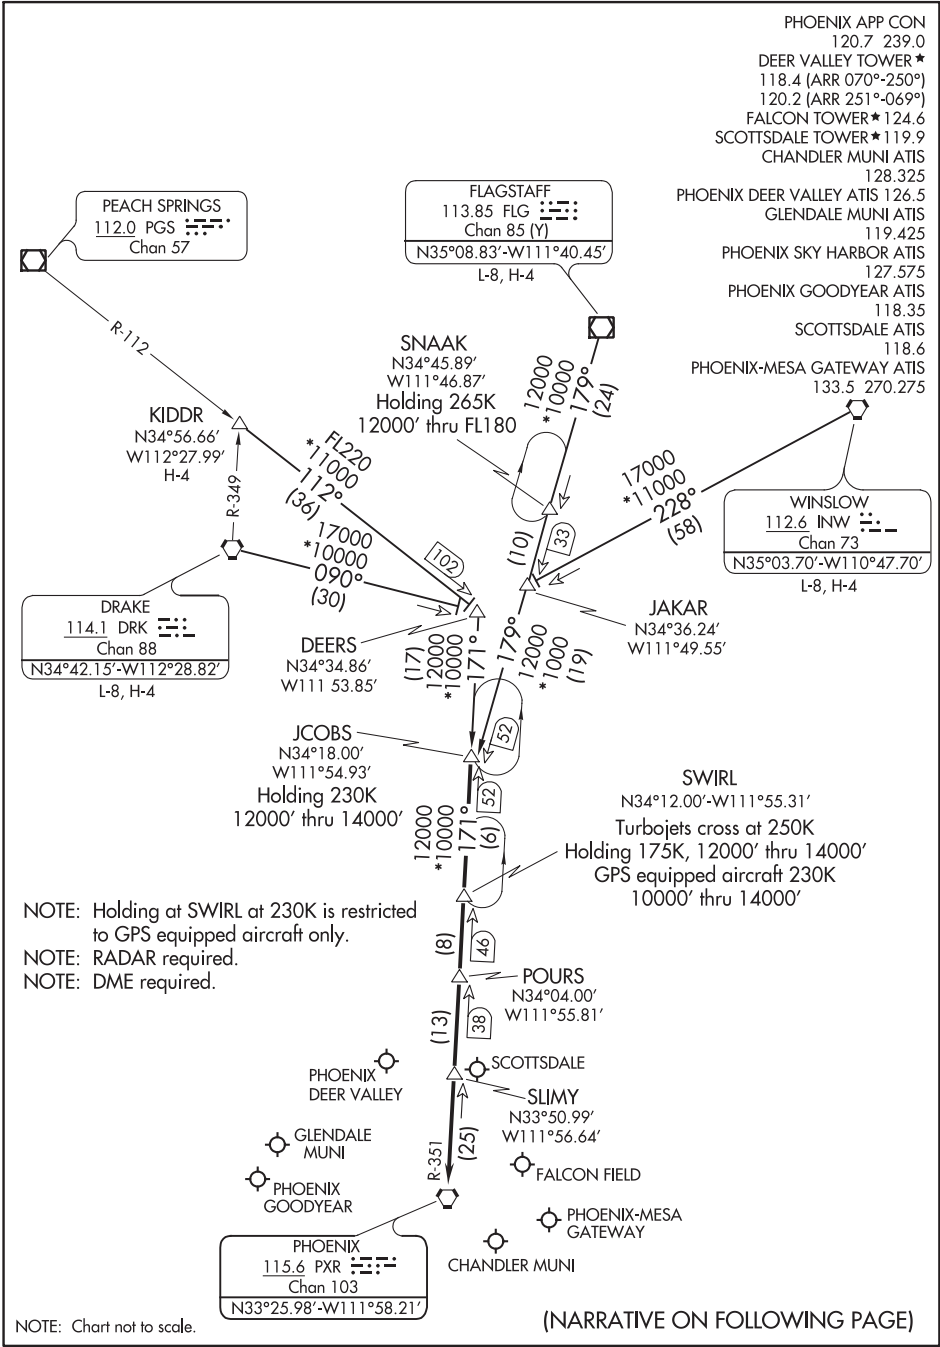 PHOENIX APP CON
120.7 239.0
DEER VALLEY TOWER★
118.4 (ARR 070°-250°)
120.2 (ARR 251°-069°)
FALCON TOWER★ 124.6
SCOTTSDALE TOWER★ 119.9
CHANDLER MUNI ATIS
128.325
PHOENIX DEER VALLEY ATIS 126.5
GLENDALE MUNI ATIS
119.425
PHOENIX SKY HARBOR ATIS
127.575
PHOENIX GOODYEAR ATIS
118.35
SCOTTSDALE ATIS
118.6
PHOENIX-MESA GATEWAY ATIS
133.5 270.275
PEACH SPRINGS
112.0 PGS
Chan 57
FLAGSTAFF
113.85 FLG
Chan 85 (Y)
N35°08.83'-W111°40.45'
L-8, H-4
R-112
SNAAK
N34°45.89'
W111°46.87'
Holding 265K
12000' thru FL180
12000
*10000
179°
(24)
KIDDR
N34°56.66'
W112°27.99'
H-4
R-349
FL220
*11000
112°
(36)
17000
*10000
090°
(30)
102
(10)
33
17000
*11000
228°
(58)
WINSLOW
112.6 INW
Chan 73
N35°03.70'-W110°47.70'
L-8, H-4
DRAKE
114.1 DRK
Chan 88
N34°42.15'-W112°28.82'
L-8, H-4
DEERS
N34°34.86'
W111 53.85'
JAKAR
N34°36.24'
W111°49.55'
(17)
12000
*10000
171°
179°
12000
*1000
(19)
JCOBS
N34°18.00'
W111°54.93'
Holding 230K
12000' thru 14000'
52
52
12000
*10000
171°
(6)
SWIRL
N34°12.00'-W111°55.31'
Turbojets cross at 250K
Holding 175K, 12000' thru 14000'
GPS equipped aircraft 230K
10000' thru 14000'
NOTE: Holding at SWIRL at 230K is restricted
to GPS equipped aircraft only.
NOTE: RADAR required.
NOTE: DME required.
(8)
46
POURS
N34°04.00'
W111°55.81'
(13)
38
PHOENIX
DEER VALLEY
SCOTTSDALE
SLIMY
N33°50.99'
W111°56.64'
GLENDALE
MUNI
R-351
(25)
FALCON FIELD
PHOENIX
GOODYEAR
PHOENIX-MESA
GATEWAY
CHANDLER MUNI
PHOENIX
115.6 PXR
Chan 103
N33°25.98'-W111°58.21'
NOTE: Chart not to scale.
(NARRATIVE ON FOLLOWING PAGE)